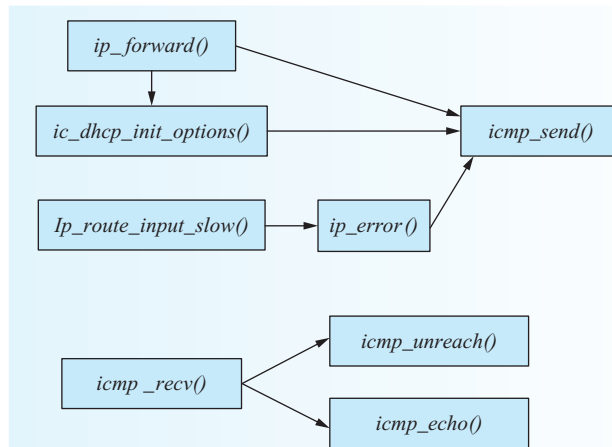 ip_forward()
ic_dhcp_init_options()
icmp_send()
Ip_route_input_slow()
ip_error()
icmp_unreach()
icmp _recv()
icmp_echo()